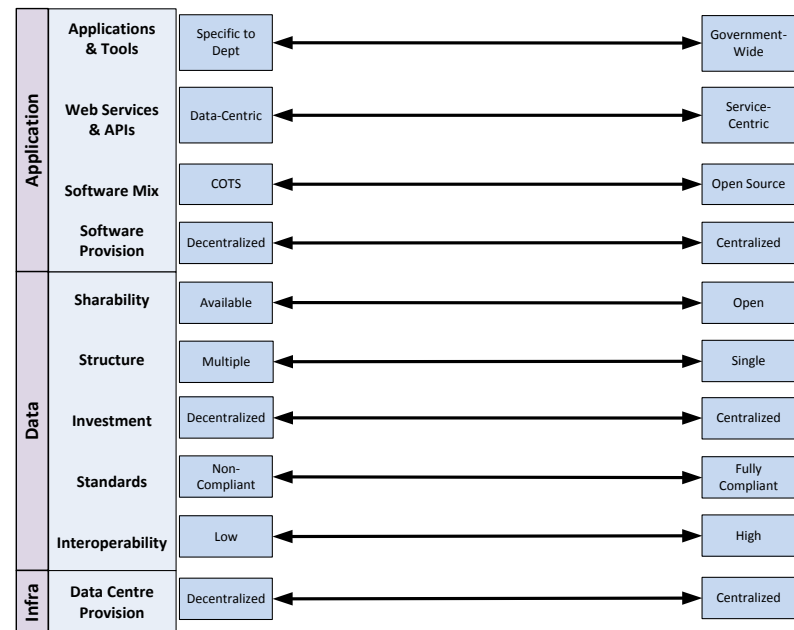 Application
Applications
& Tools
Specific to
Dept
Government-
Wide
Web Services
& APIs
Data-Centric
Service-
Centric
Software Mix
COTS
Open Source
Software
Provision
Decentralized
Centralized
Data
Sharability
Available
Open
Structure
Multiple
Single
Investment
Decentralized
Centralized
Standards
Non-
Compliant
Fully
Compliant
Interoperability
Low
High
Infra
Data Centre
Provision
Decentralized
Centralized